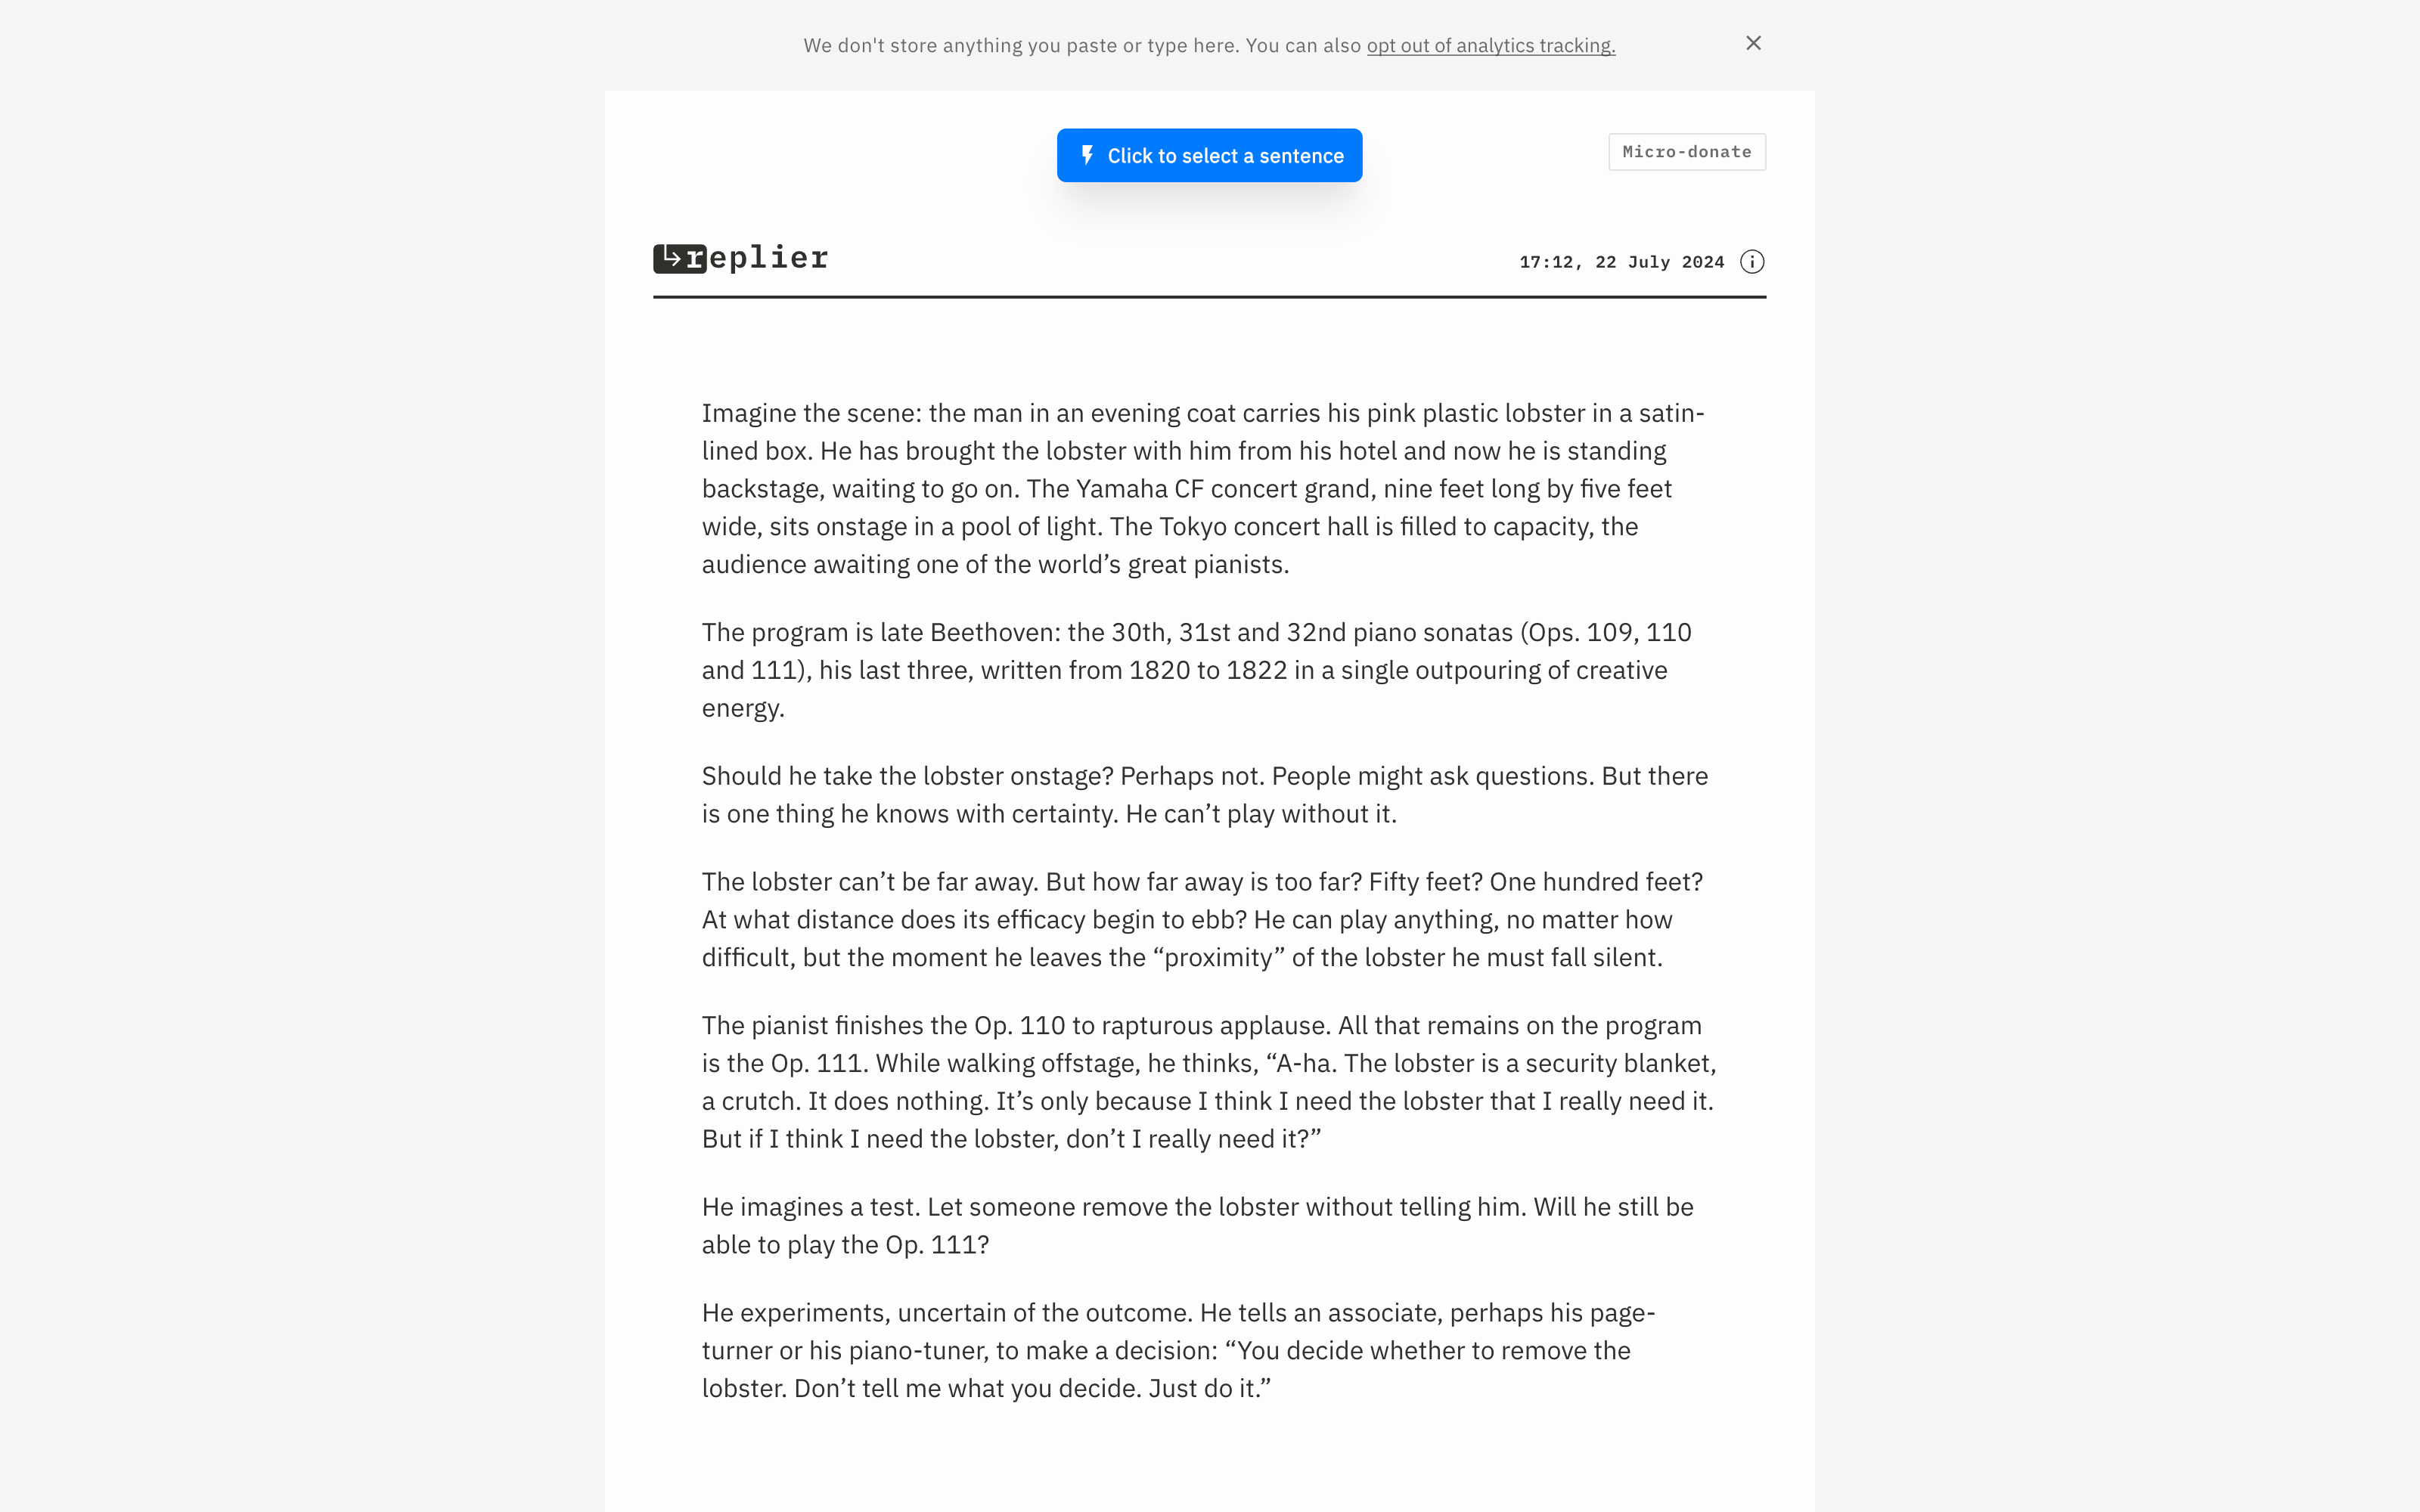 We don't store anything you paste or type here. You can also opt out of analytics tracking.
Click to select a sentence
Micro-donate
replier
17:12, 22 July 2024
Imagine the scene: the man in an evening coat carries his pink plastic lobster in a satin-
lined box. He has brought the lobster with him from his hotel and now he is standing
backstage, waiting to go on. The Yamaha CF concert grand, nine feet long by five feet
wide, sits onstage in a pool of light. The Tokyo concert hall is filled to capacity, the
audience awaiting one of the world’s great pianists.
The program is late Beethoven: the 30th, 31st and 32nd piano sonatas (Ops. 109, 110
and 111), his last three, written from 1820 to 1822 in a single outpouring of creative
energy.
Should he take the lobster onstage? Perhaps not. People might ask questions. But there
is one thing he knows with certainty. He can’t play without it.
The lobster can’t be far away. But how far away is too far? Fifty feet? One hundred feet?
At what distance does its efficacy begin to ebb? He can play anything, no matter how
difficult, but the moment he leaves the “proximity” of the lobster he must fall silent.
The pianist finishes the Op. 110 to rapturous applause. All that remains on the program
is the Op. 111. While walking offstage, he thinks, “A-ha. The lobster is a security blanket,
a crutch. It does nothing. It’s only because I think I need the lobster that I really need it.
But if I think I need the lobster, don’t I really need it?”
He imagines a test. Let someone remove the lobster without telling him. Will he still be
able to play the Op. 111?
He experiments, uncertain of the outcome. He tells an associate, perhaps his page-
turner or his piano-tuner, to make a decision: “You decide whether to remove the
lobster. Don’t tell me what you decide. Just do it.”